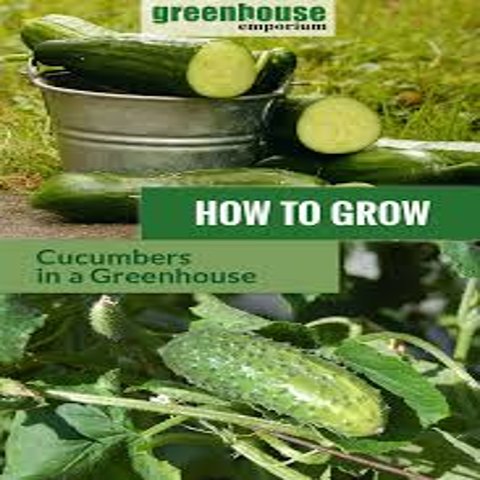 greenhouse
emporium
HOW TO GROW
Cucumbers
in a Greenhouse